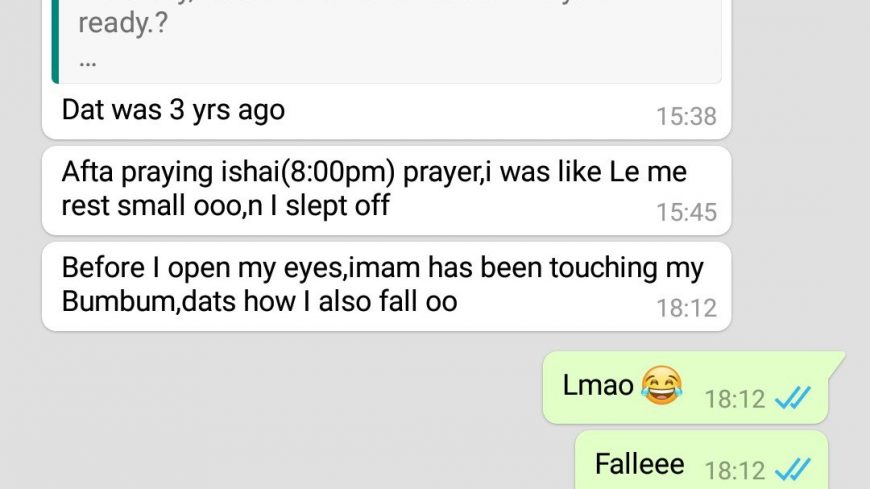 ready.?
...
Dat was 3 yrs ago
15:38
Afta praying ishai(8:00pm) prayer,i was like Le me
rest small ooo,n I slept off
15:45
Before I open my eyes,imam has been touching my
Bumbum,dats how I also fall oo
18:12
Lmao 😂
18:12
Falleee
18:12